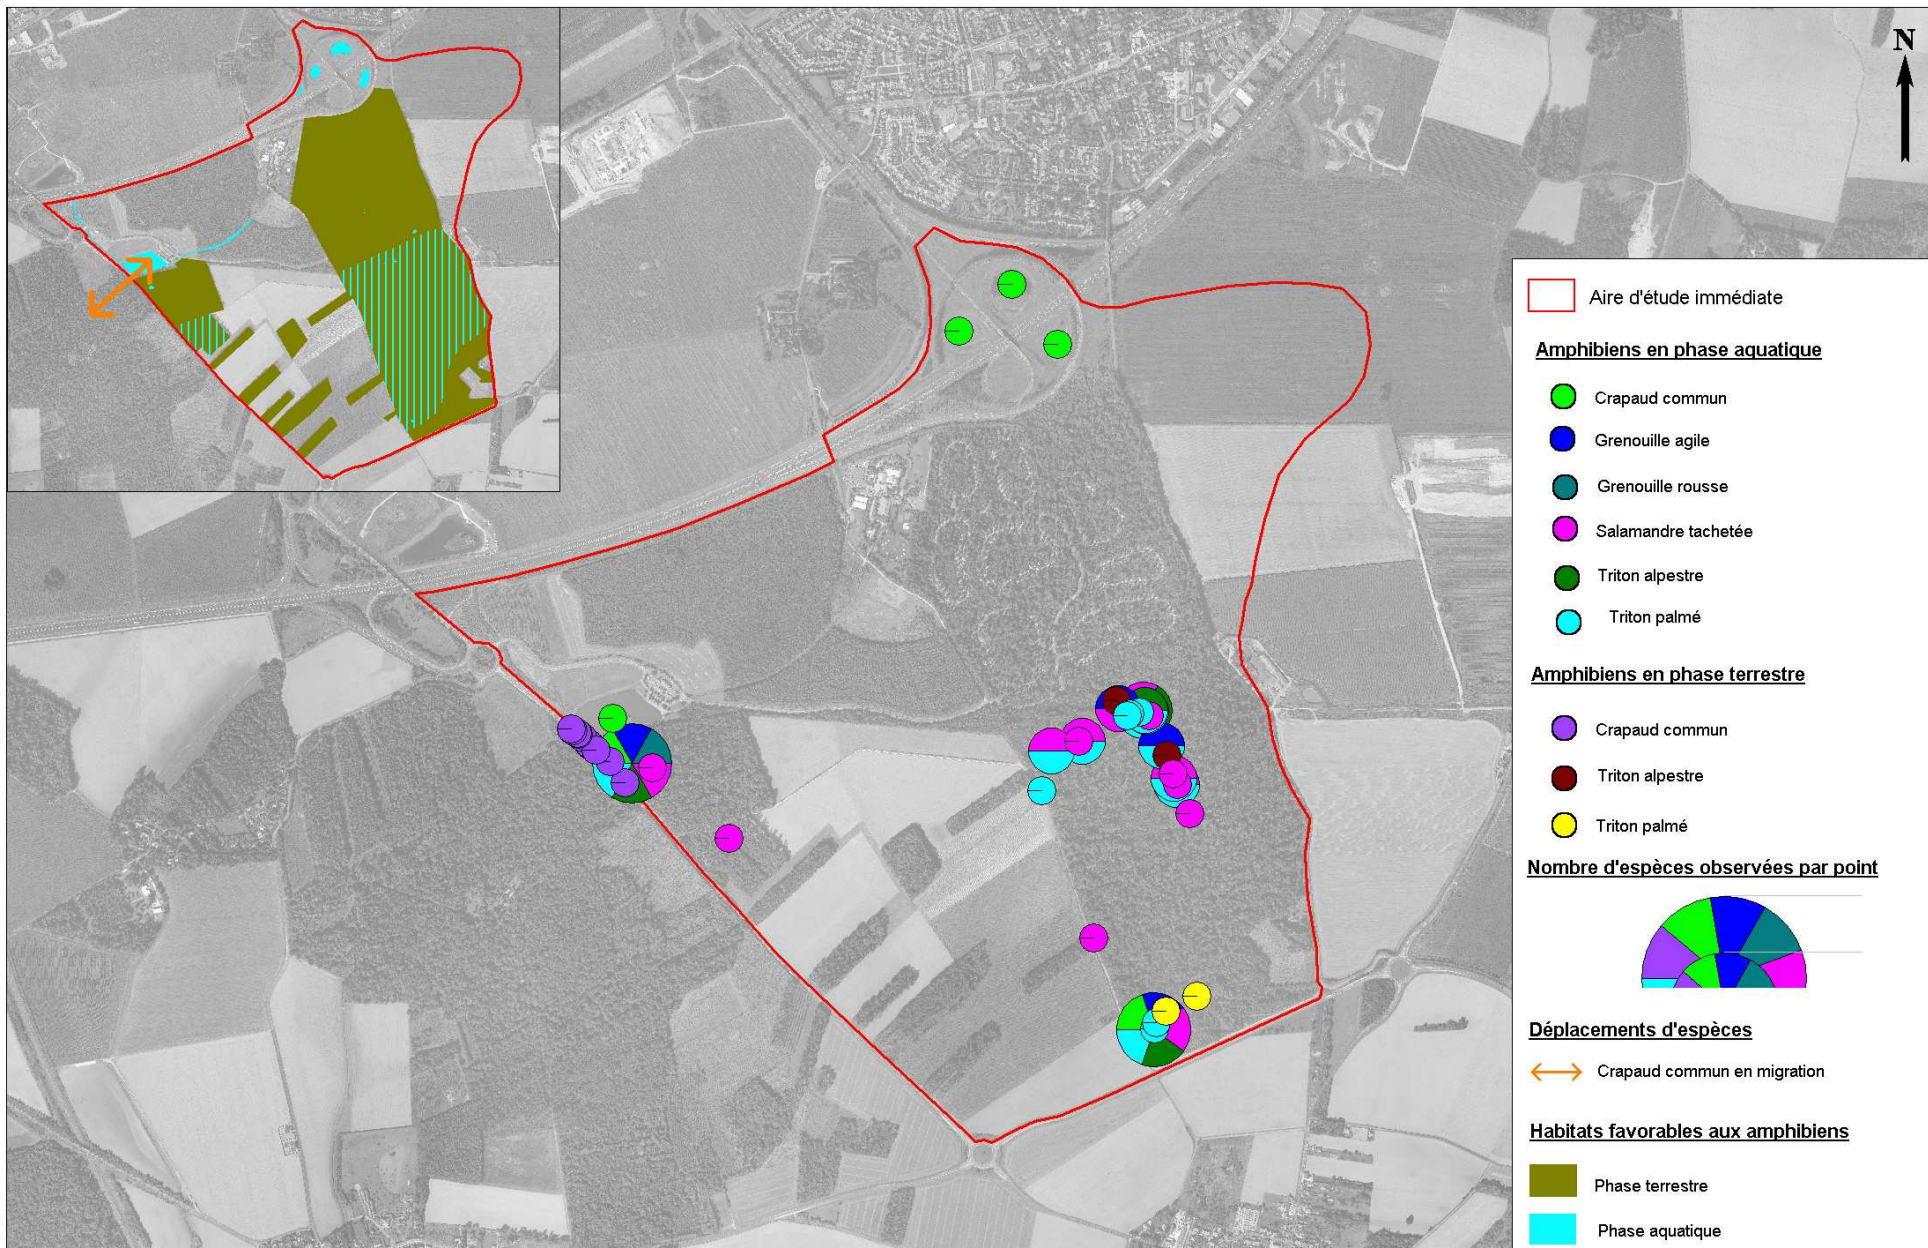 N
Aire d'étude immédiate
Amphibiens en phase aquatique
Crapaud commun
Grenouille agile
Grenouille rousse
Salamandre tachetée
Triton alpestre
Triton palmé
Amphibiens en phase terrestre
Crapaud commun
Triton alpestre
Triton palmé
Nombre d'espèces observées par point
Déplacements d'espèces
Crapaud commun en migration
Habitats favorables aux amphibiens
Phase terrestre
Phase aquatique